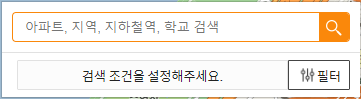 아파트, 지역, 지하철역, 학교 검색
검색 조건을 설정해주세요. 필터